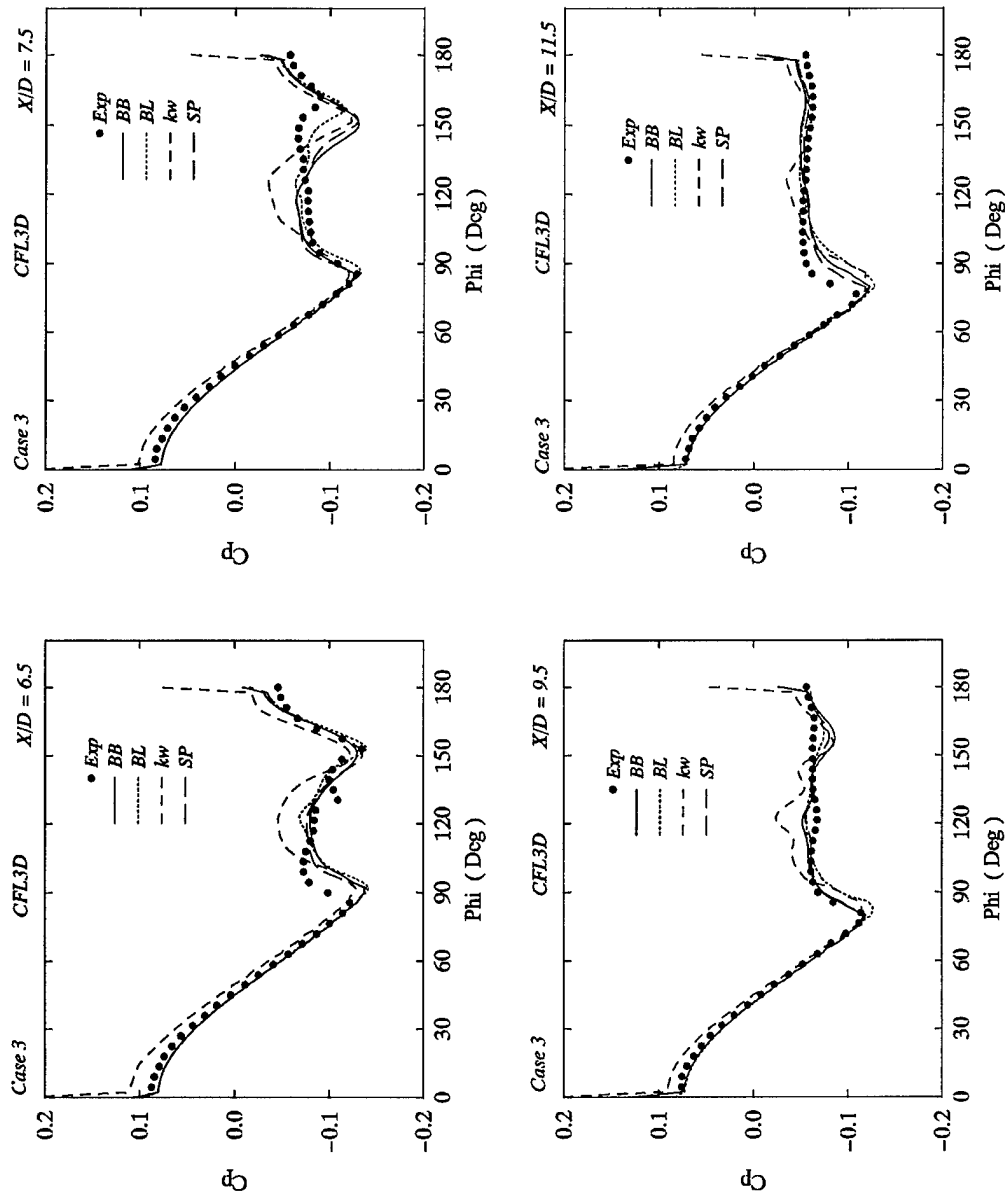 Case 3 CFL3D X/D = 6.5
Exp
BB
BL
kw
SP
Cp
0.2
0.1
0.0
−0.1
−0.2
0 30 60 90 120 150 180
Phi ( Deg )
Case 3 CFL3D X/D = 7.5
Exp
BB
BL
kw
SP
Cp
0.2
0.1
0.0
−0.1
−0.2
0 30 60 90 120 150 180
Phi ( Deg )
Case 3 CFL3D X/D = 9.5
Exp
BB
BL
kw
SP
Cp
0.2
0.1
0.0
−0.1
−0.2
0 30 60 90 120 150 180
Phi ( Deg )
Case 3 CFL3D X/D = 11.5
Exp
BB
BL
kw
SP
Cp
0.2
0.1
0.0
−0.1
−0.2
0 30 60 90 120 150 180
Phi ( Deg )